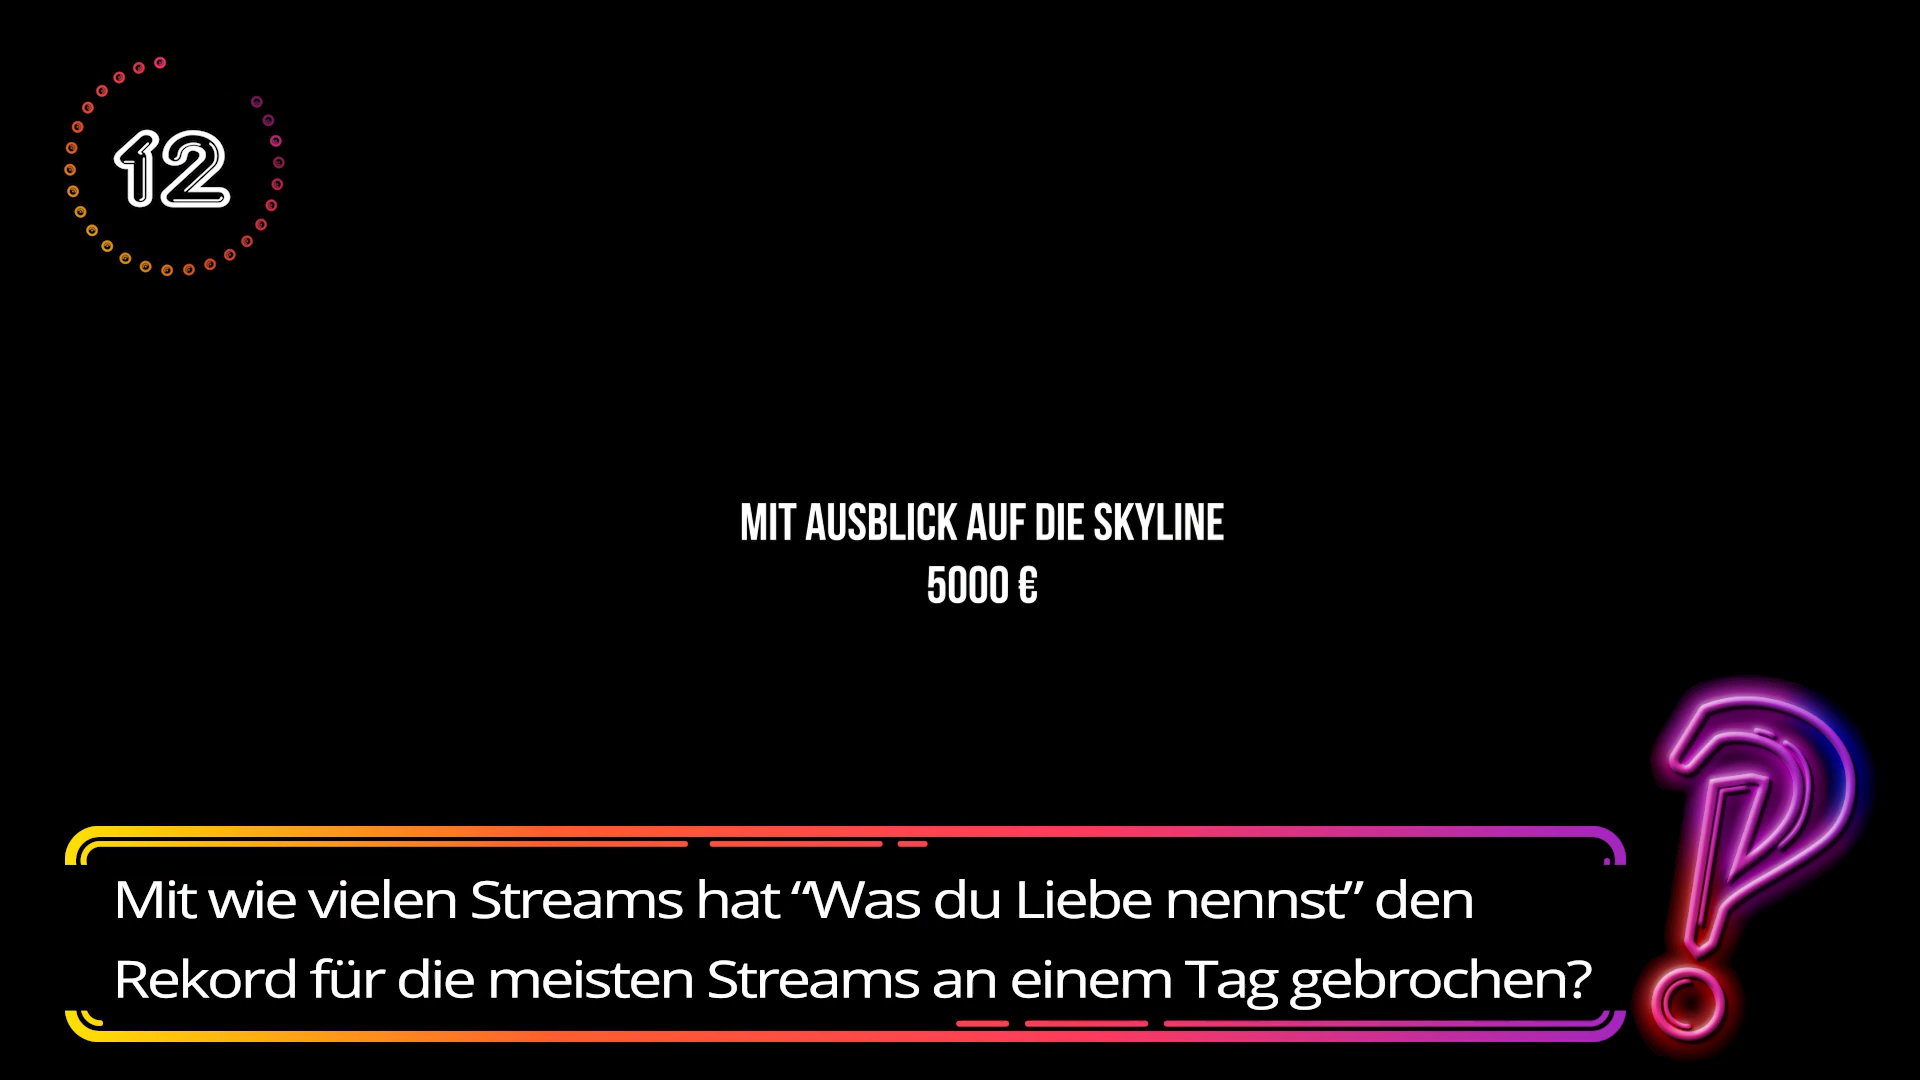 12
MIT AUSBLICK AUF DIE SKYLINE
5000 €
Mit wie vielen Streams hat “Was du Liebe nennst” den
Rekord für die meisten Streams an einem Tag gebrochen?